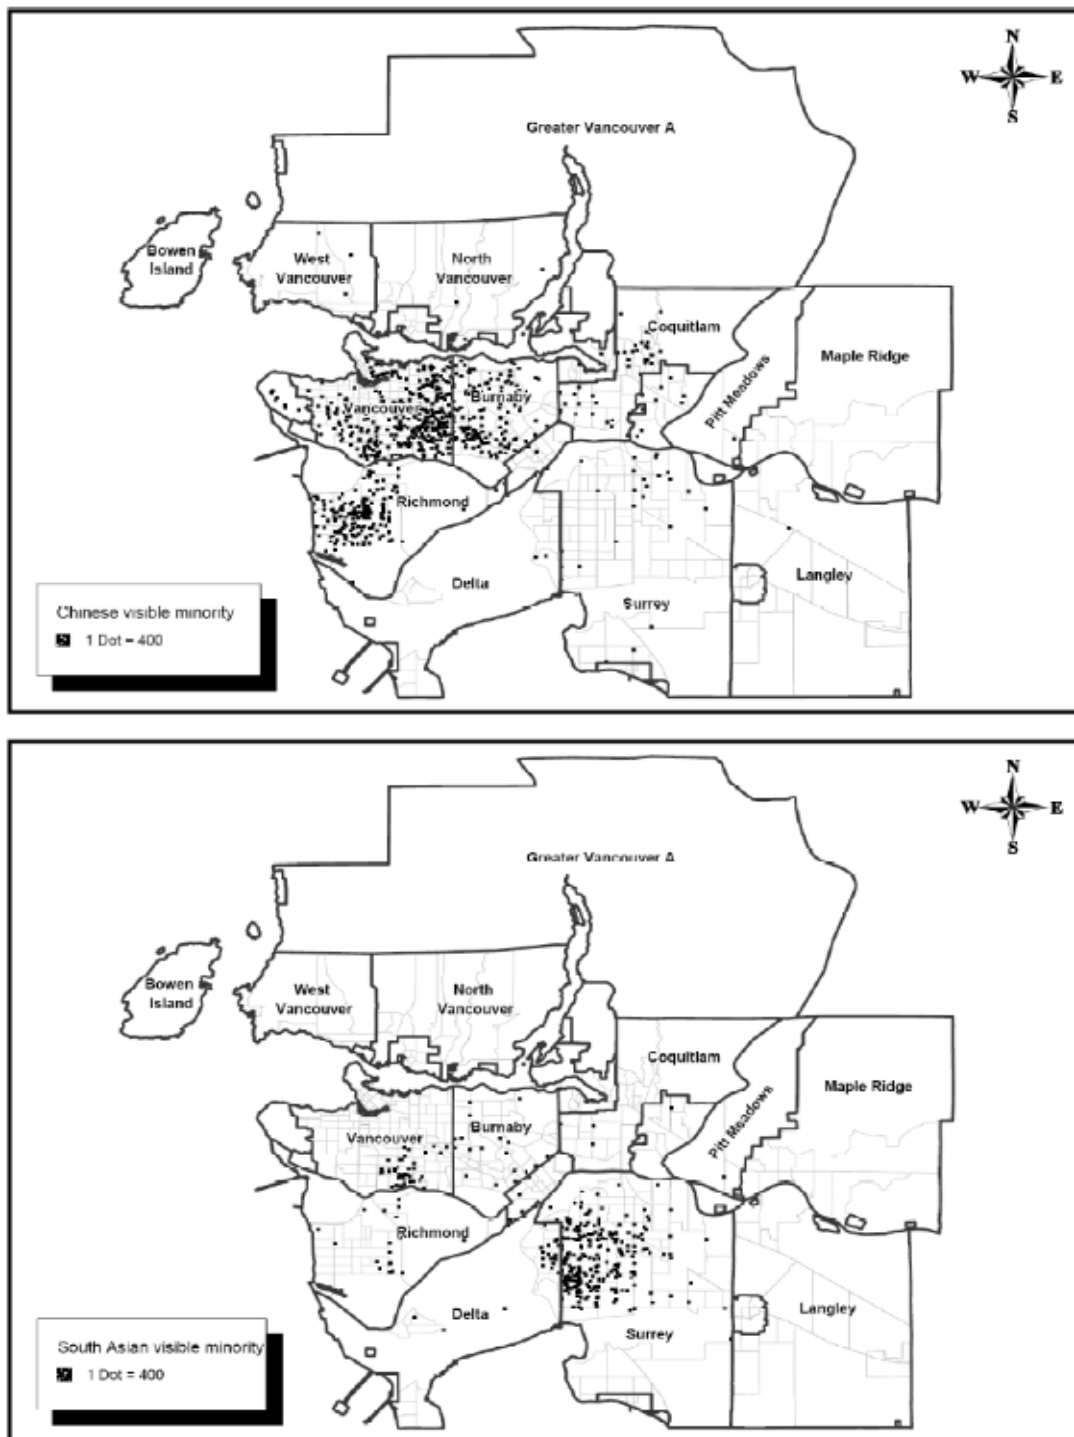 N
W E
S
Greater Vancouver A
Bowen
Island
West
Vancouver
North
Vancouver
Coquitlam
Maple Ridge
Pitt Meadows
Vancouver
Burnaby
Richmond
Delta
Surrey
Langley
Chinese visible minority
1 Dot = 400
N
W E
S
Greater Vancouver A
Bowen
Island
West
Vancouver
North
Vancouver
Coquitlam
Maple Ridge
Pitt Meadows
Vancouver
Burnaby
Richmond
Delta
Surrey
Langley
South Asian visible minority
1 Dot = 400